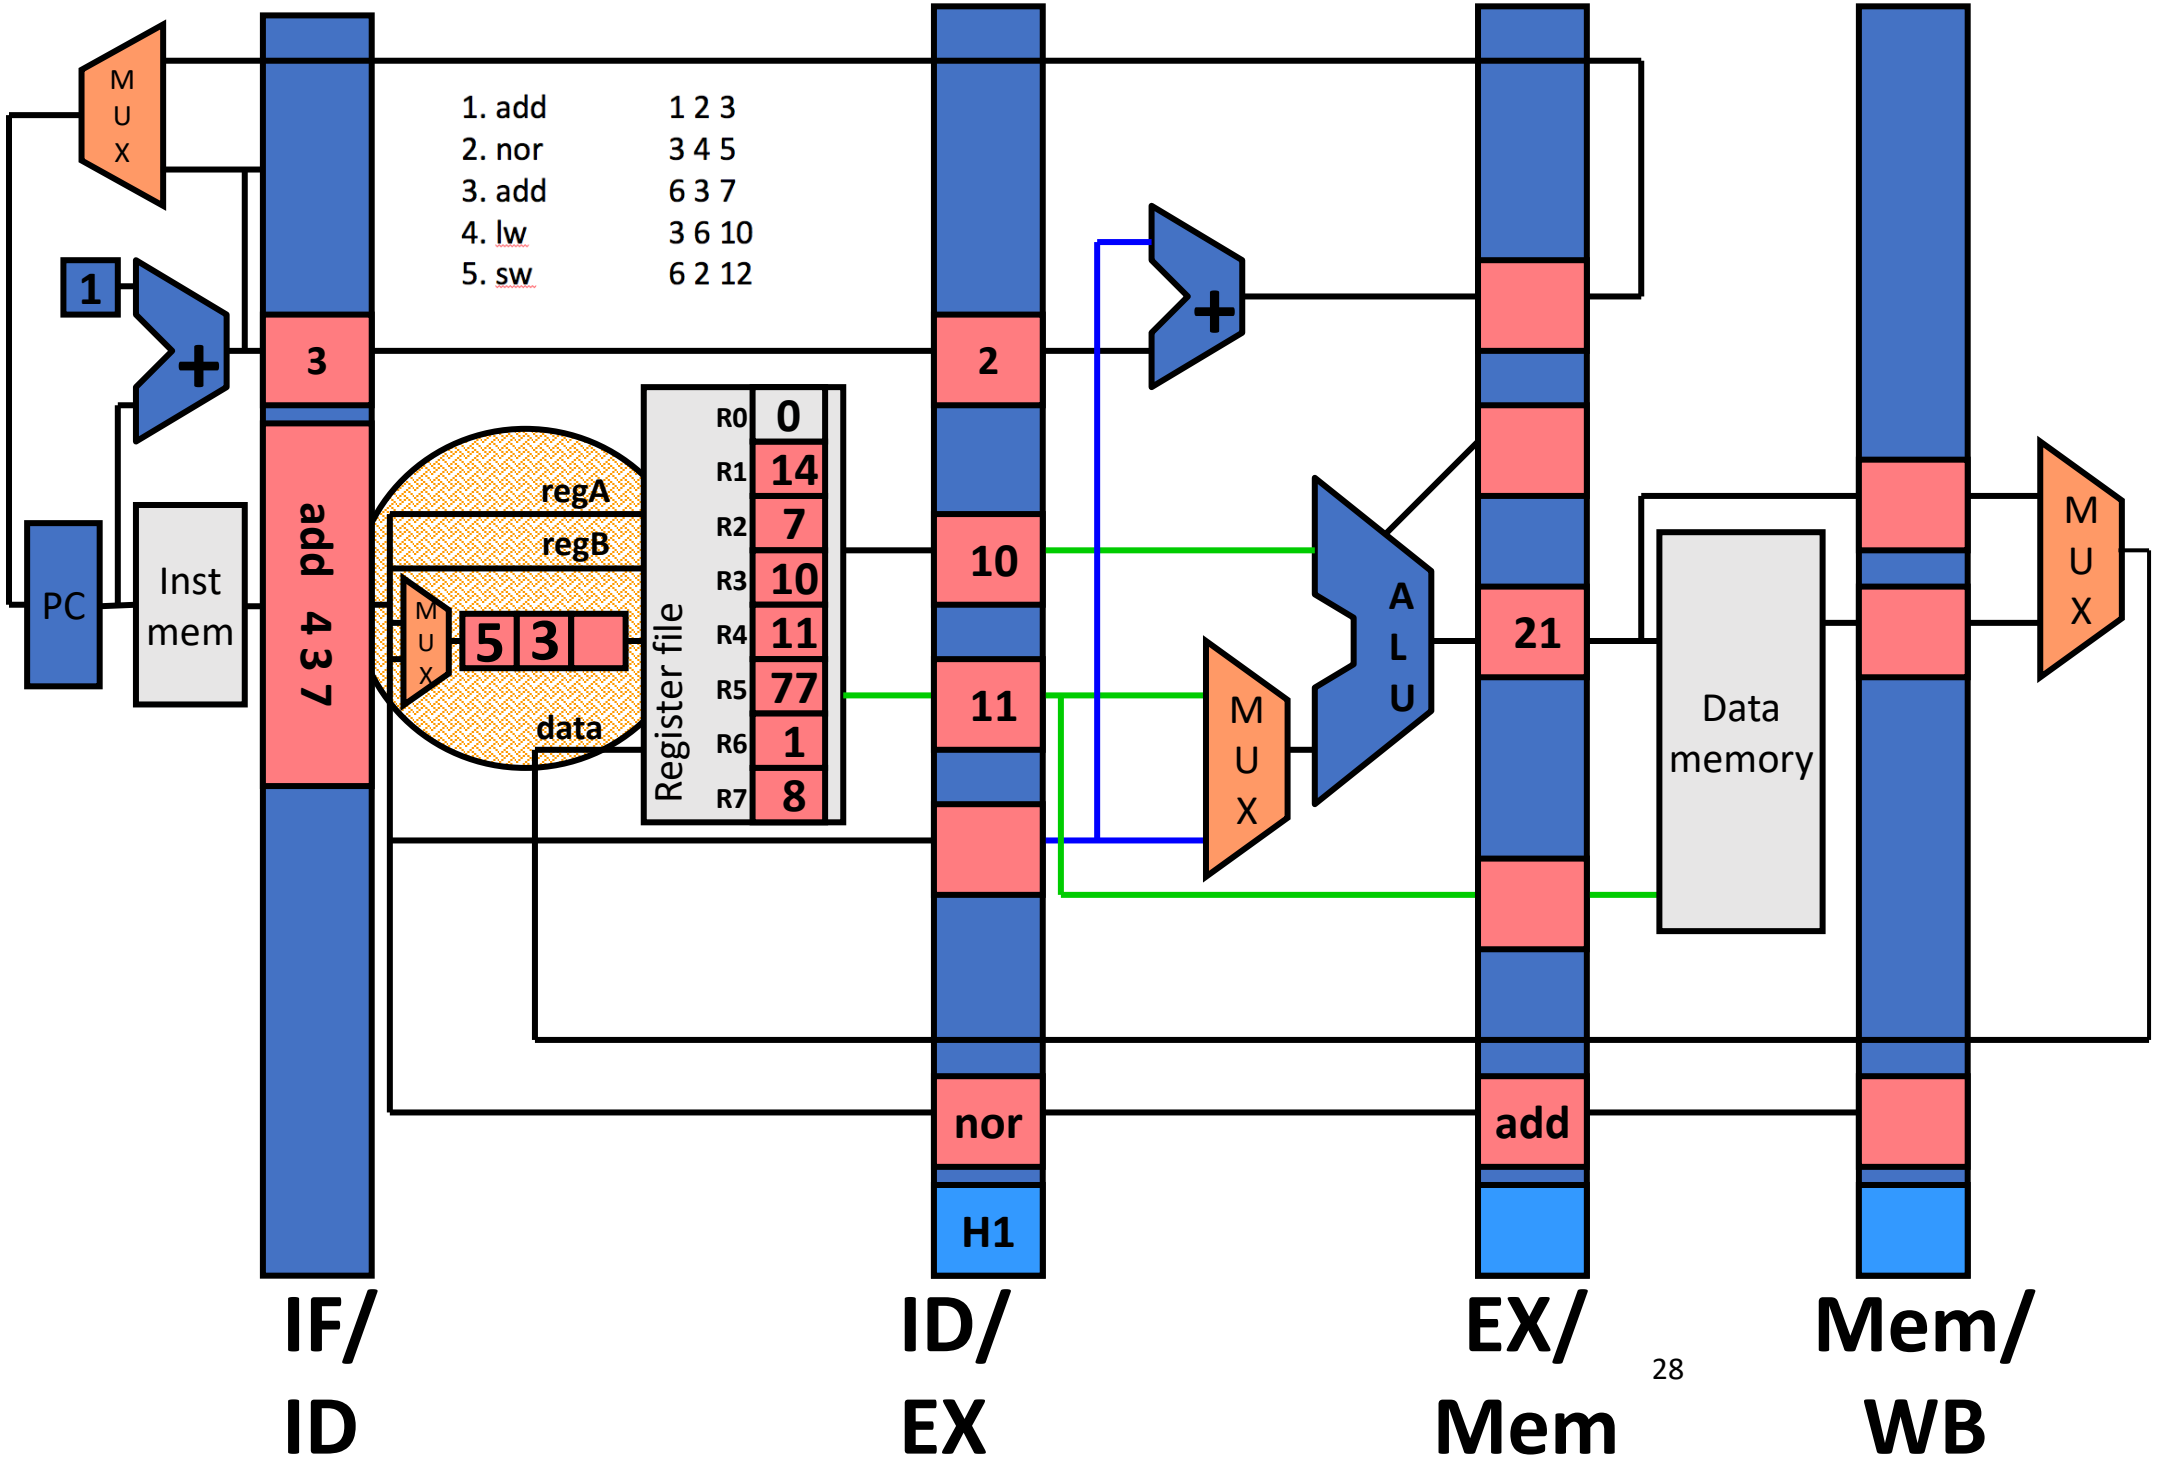 1. add 1 2 3
2. nor 3 4 5
3. add 6 3 7
4. lw 3 6 10
5. sw 6 2 12
M
U
X
1
+
3
PC
Inst
mem
add 4 3 7
regA
regB
M
U
X
5 3
data
Register file
R0 0
R1 14
R2 7
R3 10
R4 11
R5 77
R6 1
R7 8
2
10
11
nor
H1
+
M
U
X
A
L
U
21
add
Data
memory
M
U
X
IF/
ID
ID/
EX
EX/
Mem
28
Mem/
WB